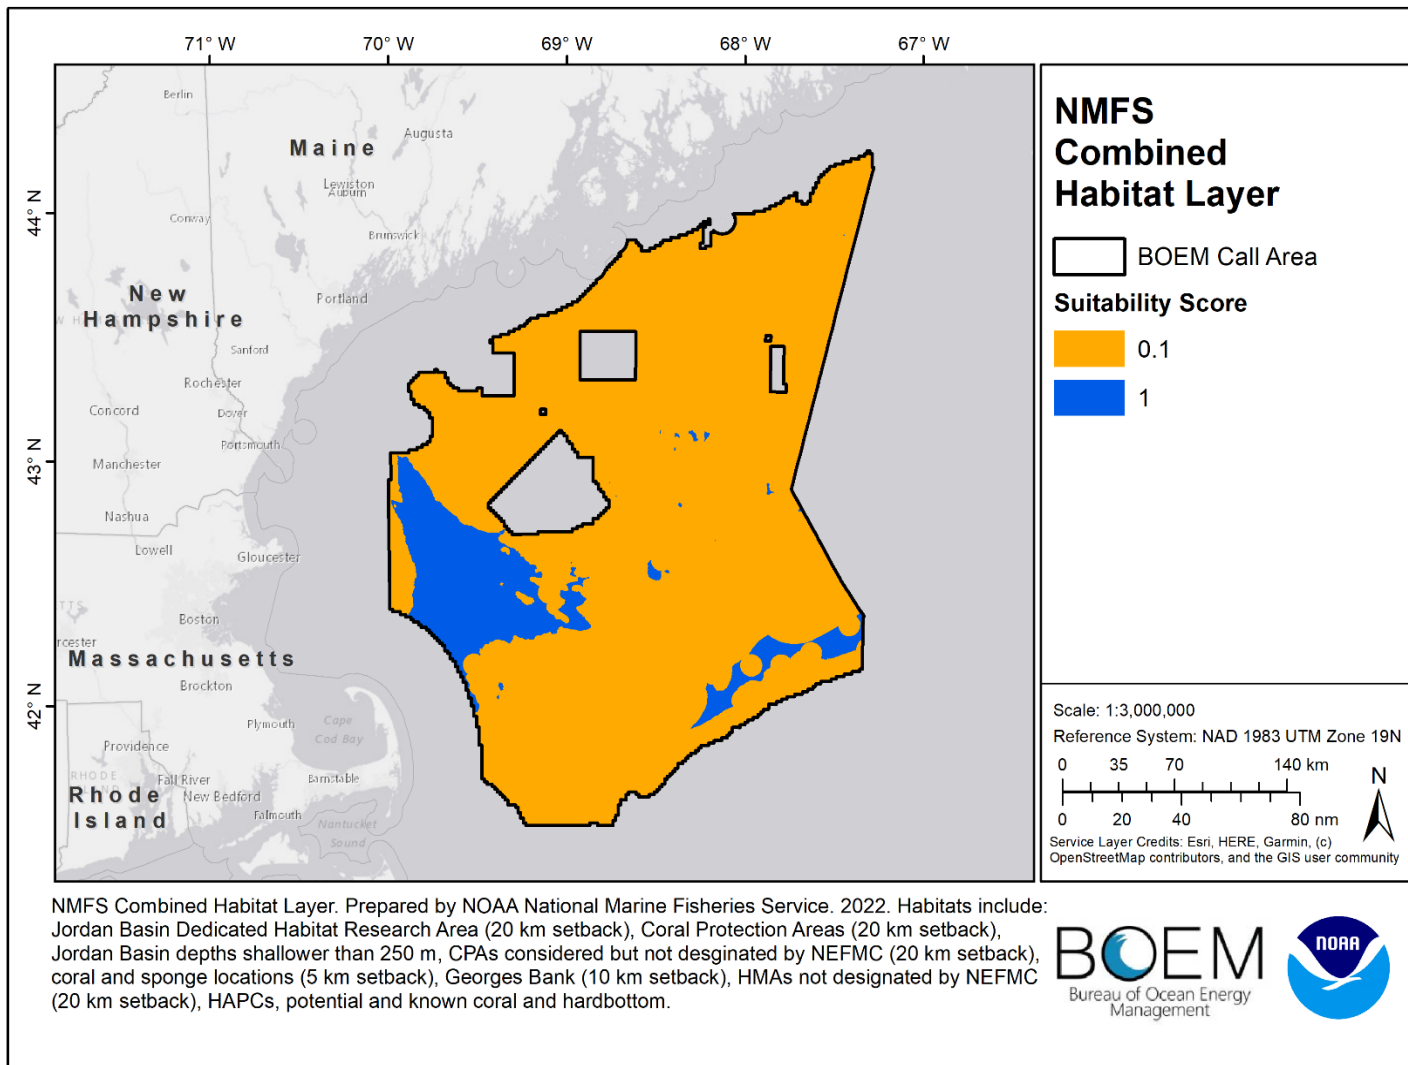 71° W
70° W
69° W
68° W
67° W
44° N
43° N
42° N
Berlin
Augusta
Maine
Lewiston
Auburn
Conway
Brunswick
New
Hampshire
Portland
Sanford
Rochester
Concord
Dover
Portsmouth
Manchester
Nashua
Lowell
Gloucester
Boston
Massachusetts
Brockton
Plymouth
Cape
Cod Bay
Providence
RHODE
Fall River
Barnstable
New Bedford
Rhode
Island
Falmouth
Nantucket
Sound
NMFS
Combined
Habitat Layer
BOEM Call Area
Suitability Score
0.1
1
Scale: 1:3,000,000
Reference System: NAD 1983 UTM Zone 19N
0 35 70 140 km
N
0 20 40 80 nm
Service Layer Credits: Esri, HERE, Garmin, (c)
OpenStreetMap contributors, and the GIS user community
NMFS Combined Habitat Layer. Prepared by NOAA National Marine Fisheries Service. 2022. Habitats include:
Jordan Basin Dedicated Habitat Research Area (20 km setback), Coral Protection Areas (20 km setback),
Jordan Basin depths shallower than 250 m, CPAs considered but not desginated by NEFMC (20 km setback),
coral and sponge locations (5 km setback), Georges Bank (10 km setback), HMAs not designated by NEFMC
(20 km setback), HAPCs, potential and known coral and hardbottom.
BOEM
Bureau of Ocean Energy
Management
NOAA